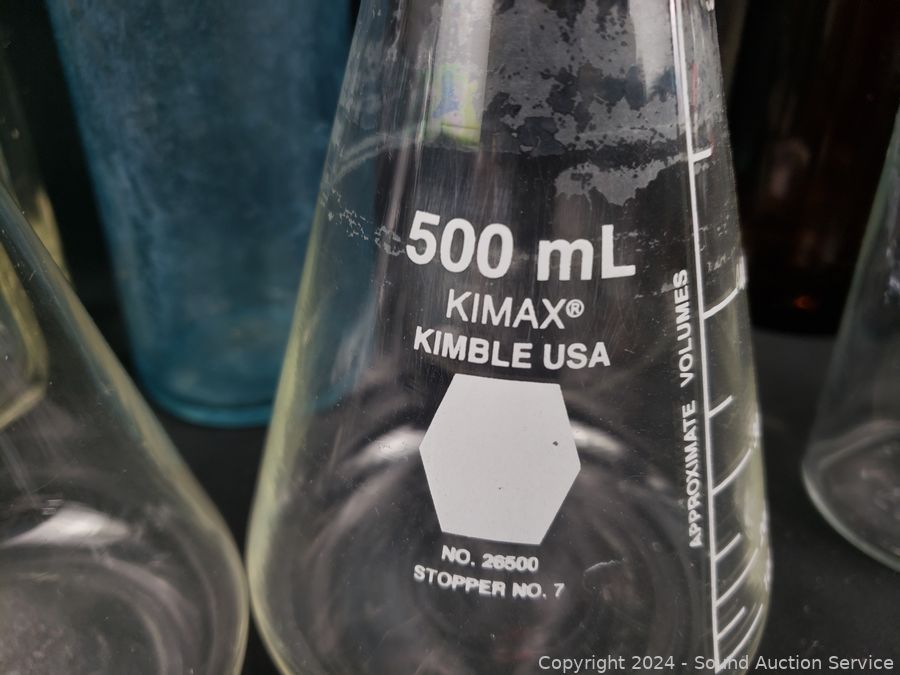 500 mL
KIMAX®
KIMBLE USA
NO. 26500
STOPPER NO. 7
APPROXIMATE VOLUMES
Copyright 2024 - Sound Auction Service